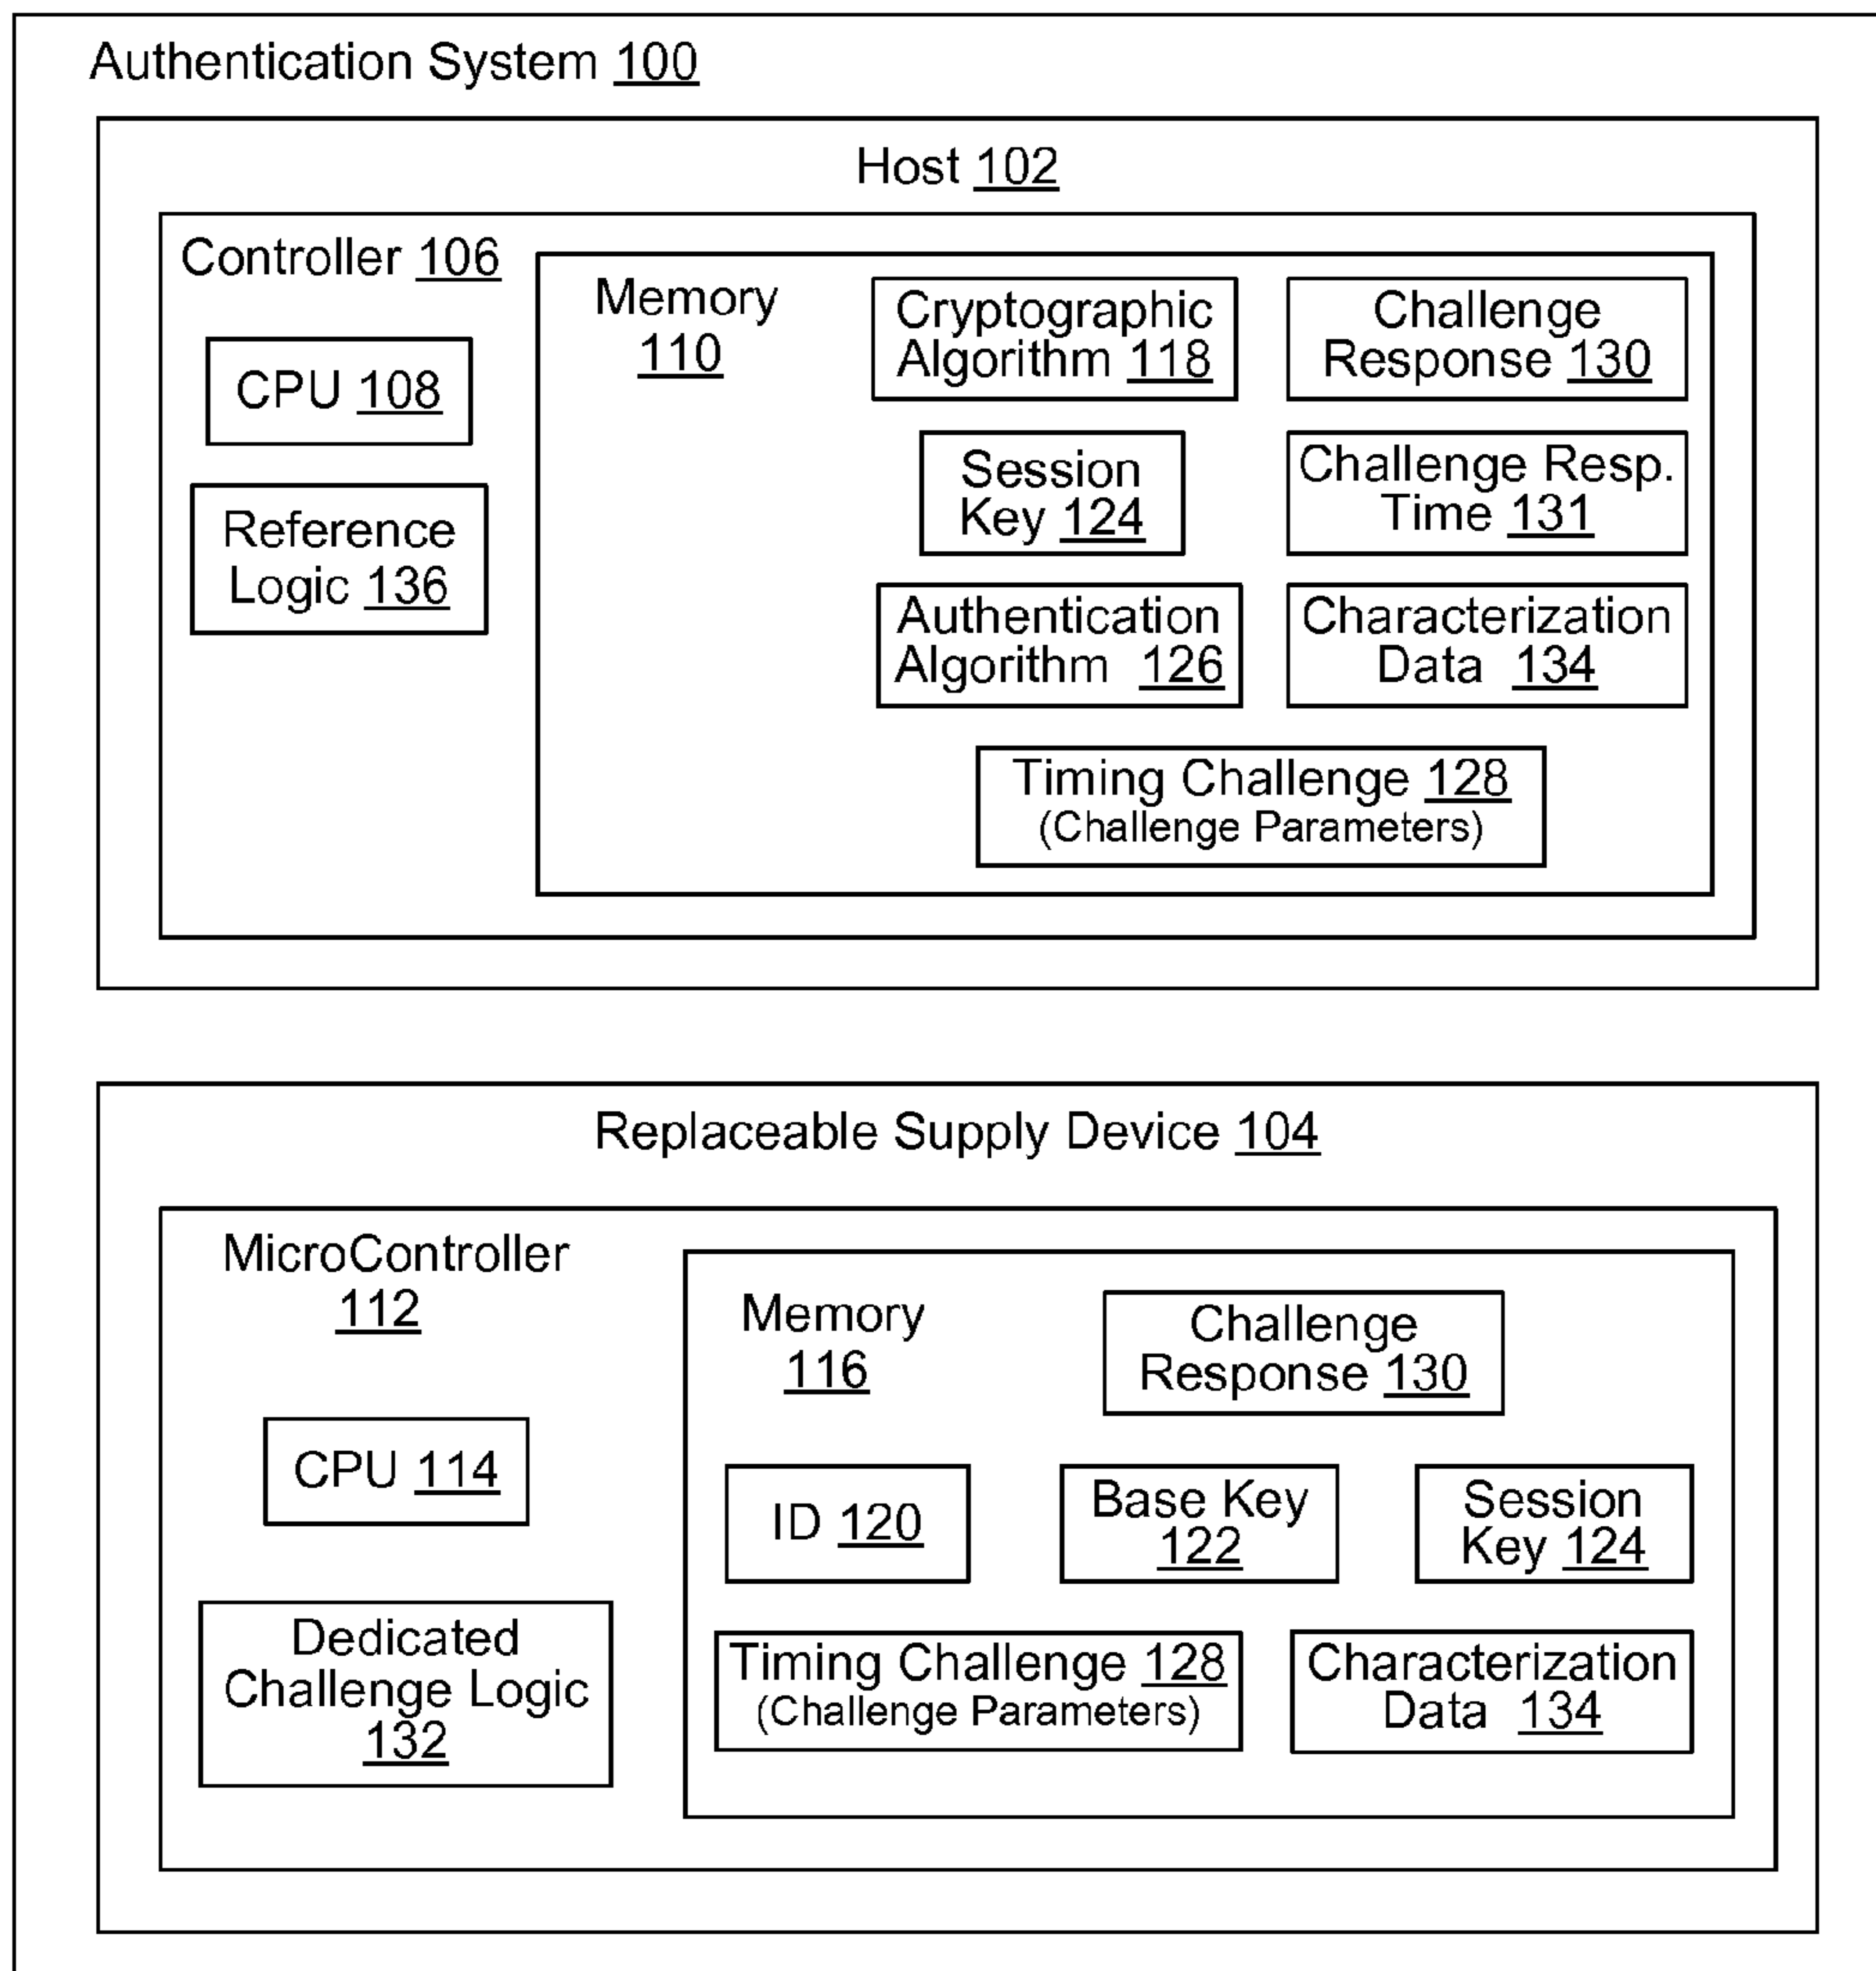 Authentication System 100
Host 102
Controller 106
CPU 108
Reference
Logic 136
Memory
110
Cryptographic
Algorithm 118
Challenge
Response 130
Session
Key 124
Challenge Resp.
Time 131
Authentication
Algorithm 126
Characterization
Data 134
Timing Challenge 128
(Challenge Parameters)
Replaceable Supply Device 104
MicroController
112
CPU 114
Dedicated
Challenge Logic
132
Memory
116
Challenge
Response 130
ID 120
Base Key
122
Session
Key 124
Timing Challenge 128
(Challenge Parameters)
Characterization
Data 134